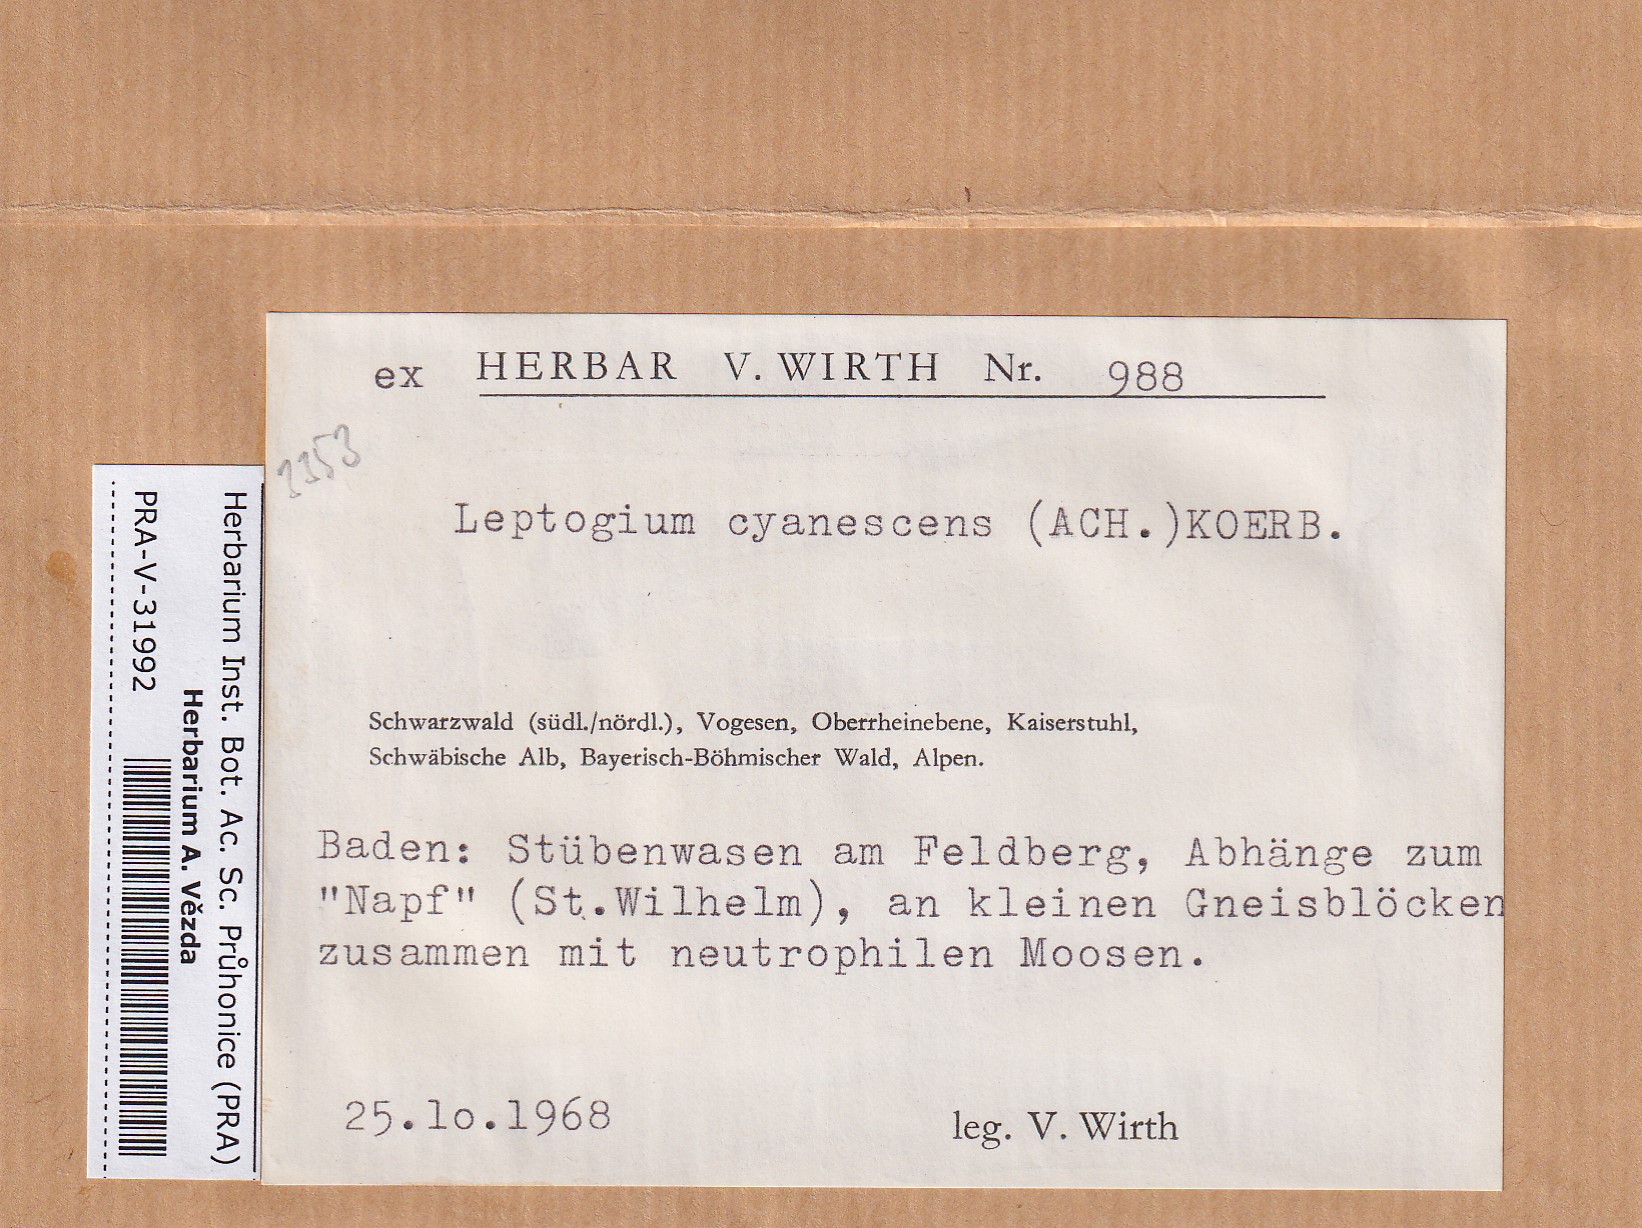 ex HERBAR V. WIRTH Nr. 988
Leptogium cyanescens (ACH.)KOERB.
Schwarzwald (südl./nördl.), Vogesen, Oberrheinebene, Kaiserstuhl,
Schwäbische Alb, Bayerisch-Böhmischer Wald, Alpen.
Baden: Stübenwasen am Feldberg, Abhänge zum
"Napf" (St.Wilhelm), an kleinen Gneisblöcken
zusammen mit neutrophilen Moosen.
25.lo.1968 leg. V. Wirth
Herbarium Inst. Bot. Ac. Sc. Průhonice (PRA)
Herbarium A. Vězda
PRA-V-31992